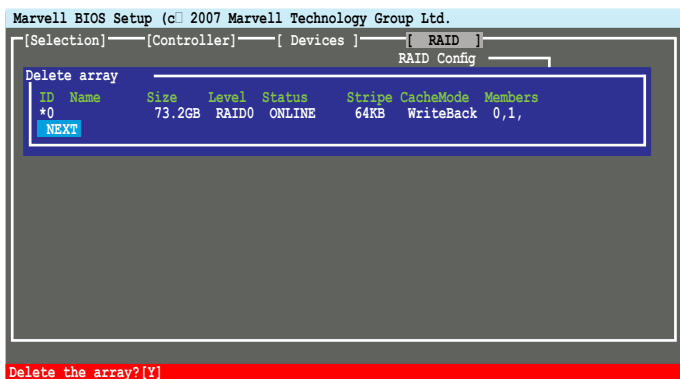 Marvell BIOS Setup (c 2007 Marvell Technology Group Ltd.
[Selection] [Controller] [ Devices ] [ RAID ]
RAID Config
Delete array
ID Name Size Level Status Stripe CacheMode Members
*0 73.2GB RAID0 ONLINE 64KB WriteBack 0,1,
NEXT
Delete the array?[Y]